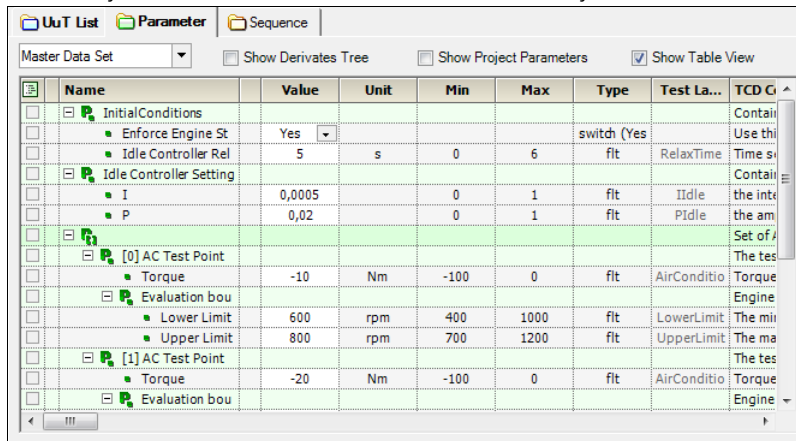 UuT List Parameter Sequence
Master Data Set Show Derivates Tree Show Project Parameters Show Table View
Name Value Unit Min Max Type Test La... TCD
InitialConditions Contain
Enforce Engine St Yes switch (Yes Use thi
Idle Controller Rel 5 s 0 6 flt RelaxTime Time s
Idle Controller Setting Contain
I 0,0005 0 1 flt IIdle the inte
P 0,02 0 1 flt PIdle the am
Set of
[0] AC Test Point The tes
Torque -10 Nm -100 0 flt AirConditio Torque
Evaluation bou Engine
Lower Limit 600 rpm 400 1000 flt LowerLimit The mi
Upper Limit 800 rpm 700 1200 flt UpperLimit The ma
[1] AC Test Point The tes
Torque -20 Nm -100 0 flt AirConditio Torque
Evaluation bou Engine